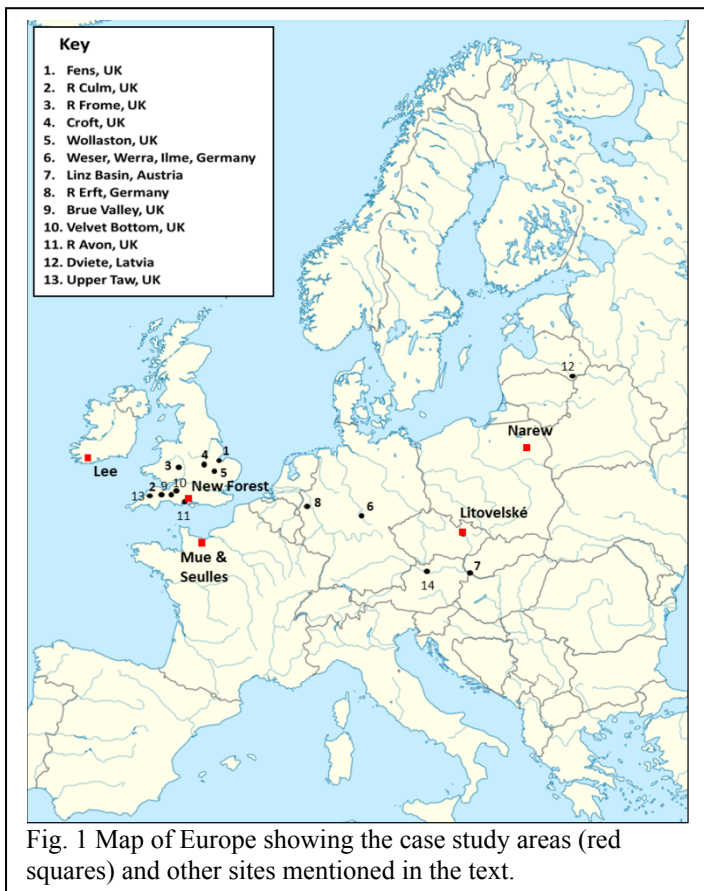 Key
1. Fens, UK
2. R Culm, UK
3. R Frome, UK
4. Croft, UK
5. Wollaston, UK
6. Weser, Werra, Ilme, Germany
7. Linz Basin, Austria
8. R Erft, Germany
9. Brue Valley, UK
10. Velvet Bottom, UK
11. R Avon, UK
12. Dviete, Latvia
13. Upper Taw, UK
12
Narew
Lee
3
4
1
5
New Forest
13
2
9
10
11
8
6
Litovelské
Mue &
Seulles
14
7
Fig. 1 Map of Europe showing the case study areas (red
squares) and other sites mentioned in the text.